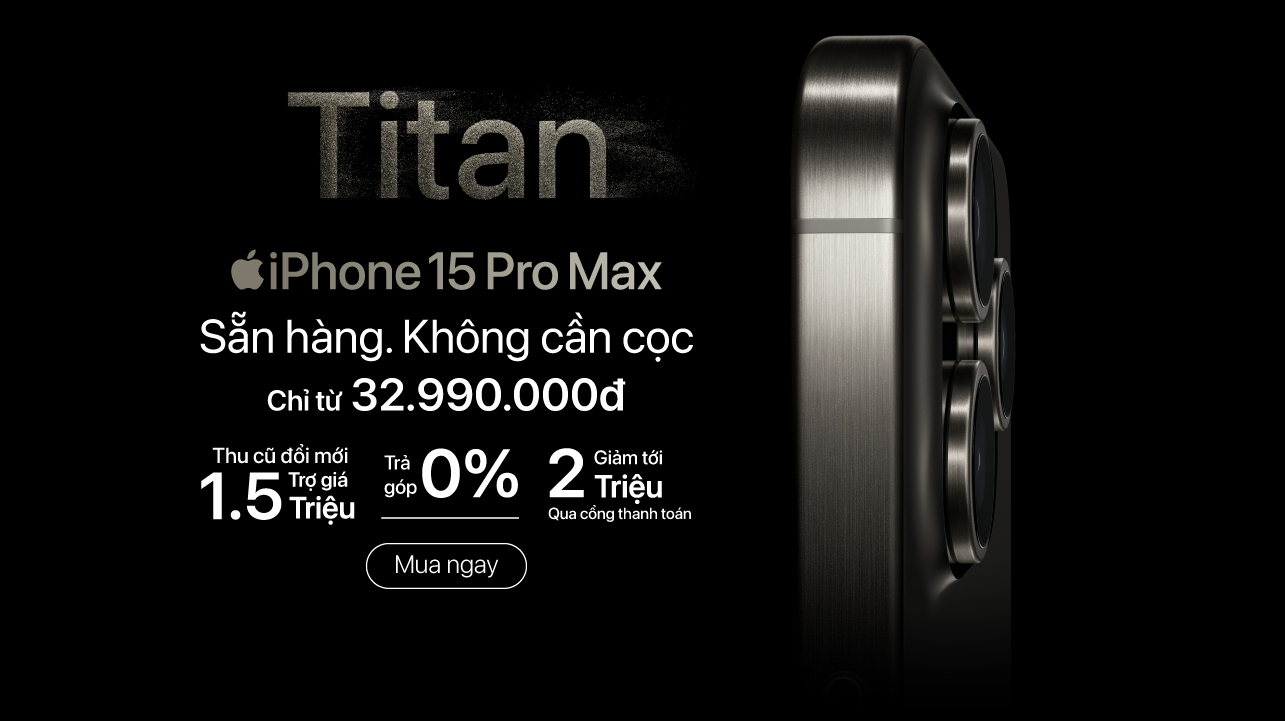 Titan
iPhone 15 Pro Max
Sẵn hàng. Không cần cọc
Chỉ từ 32.990.000đ
Thu cũ đổi mới
1.5 Trợ giá
Triệu
Trả
góp 0%
2 Giảm tới
Triệu
Qua cổng thanh toán
Mua ngay